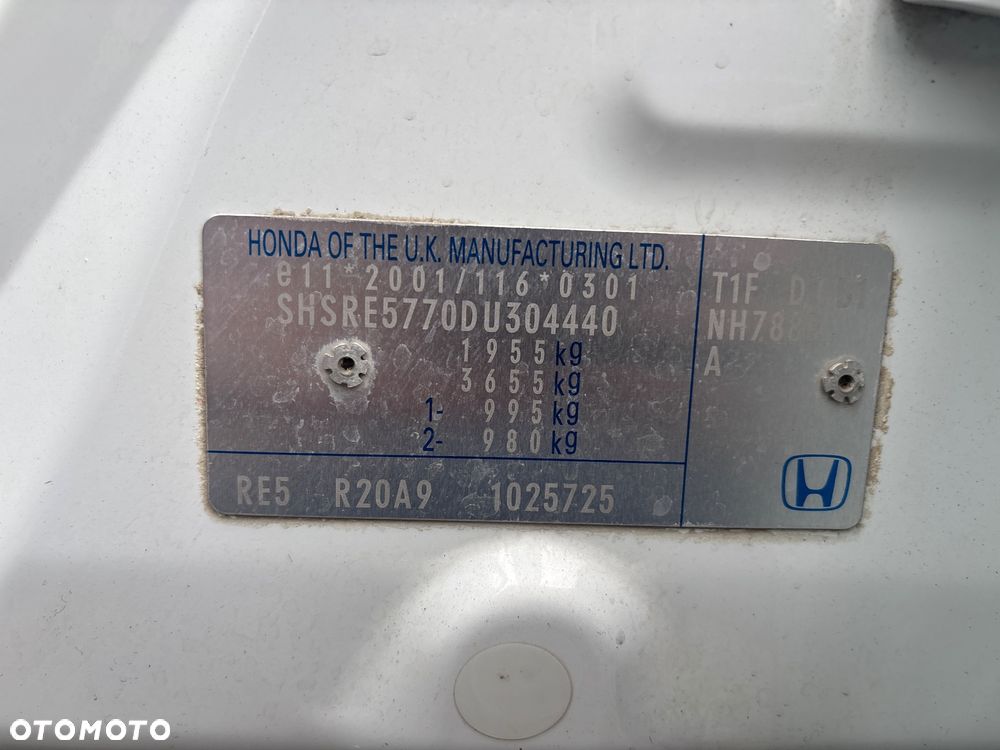 HONDA OF THE U.K. MANUFACTURING LTD.
e11*2001/116*0301
SHSRE5770DU304440
1955kg
3655kg
1- 995kg
2- 980kg
RE5 R20A9 1025725
T1F
A
OTOMOTO